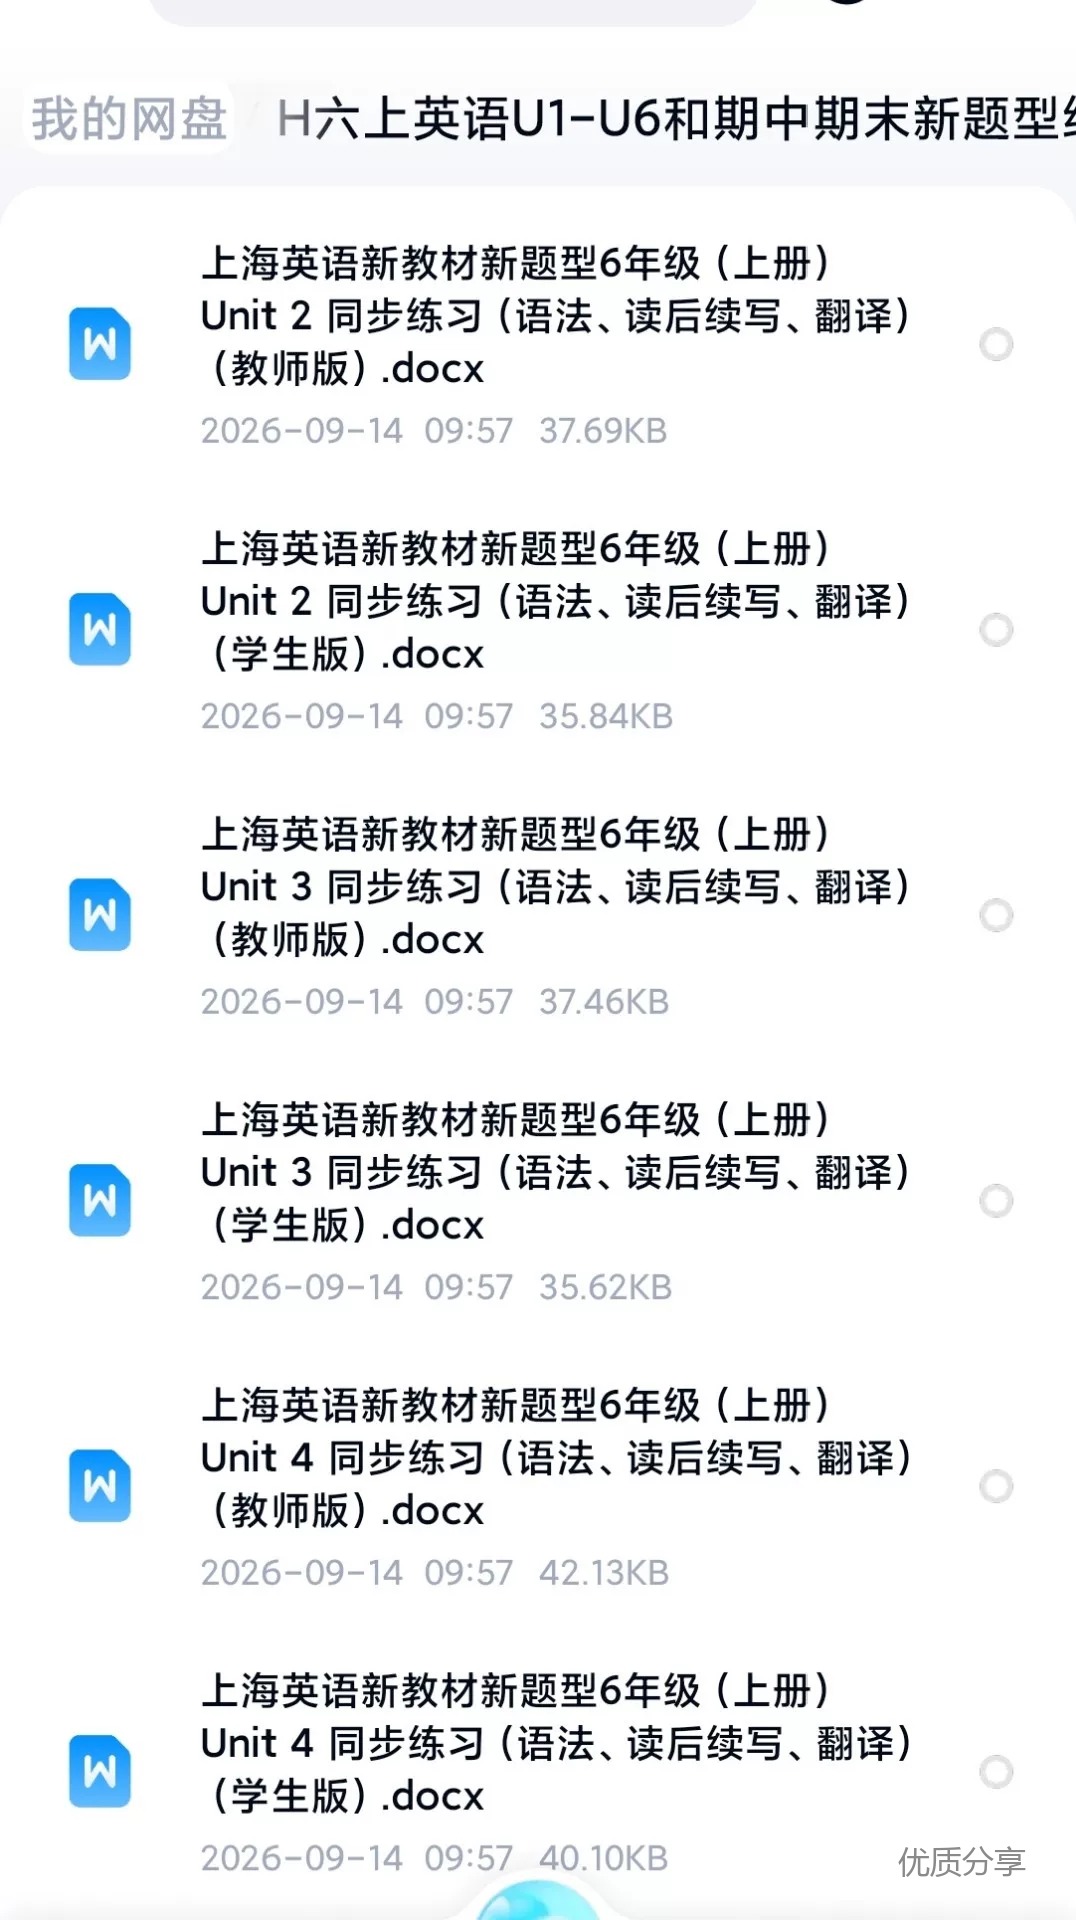 我的网盘 / H六上英语U1-U6和期中期末新题型
上海英语新教材新题型6年级（上册）
Unit 2 同步练习（语法、读后续写、翻译）
（教师版）.docx
2026-09-14 09:57 37.69KB
上海英语新教材新题型6年级（上册）
Unit 2 同步练习（语法、读后续写、翻译）
（学生版）.docx
2026-09-14 09:57 35.84KB
上海英语新教材新题型6年级（上册）
Unit 3 同步练习（语法、读后续写、翻译）
（教师版）.docx
2026-09-14 09:57 37.46KB
上海英语新教材新题型6年级（上册）
Unit 3 同步练习（语法、读后续写、翻译）
（学生版）.docx
2026-09-14 09:57 35.62KB
上海英语新教材新题型6年级（上册）
Unit 4 同步练习（语法、读后续写、翻译）
（教师版）.docx
2026-09-14 09:57 42.13KB
上海英语新教材新题型6年级（上册）
Unit 4 同步练习（语法、读后续写、翻译）
（学生版）.docx
2026-09-14 09:57 40.10KB
优质分享